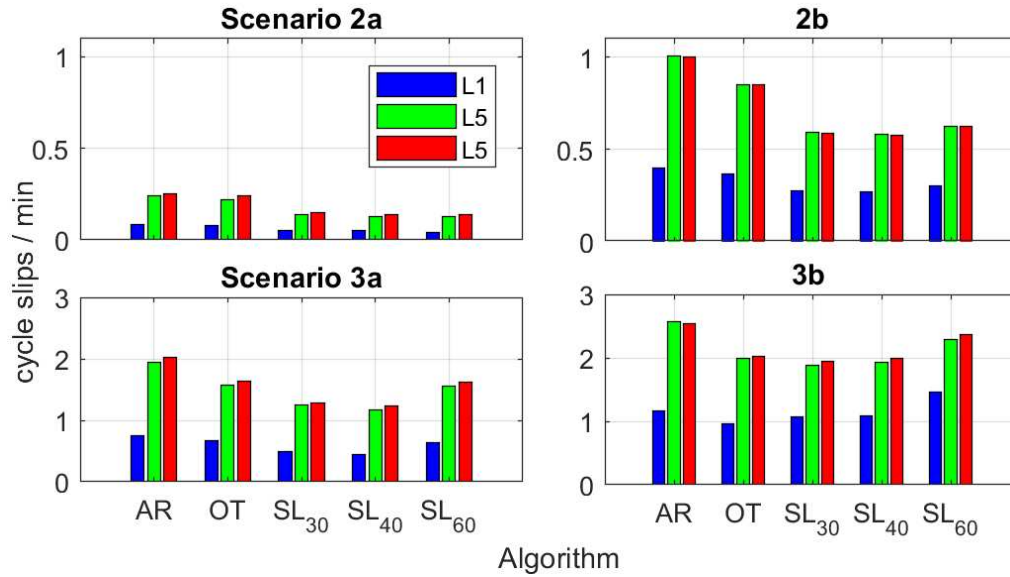 Scenario 2a
2b
1
0.5
0
L1
L5
L5
1
0.5
0
cycle slips / min
Scenario 3a
3b
3
2
1
0
3
2
1
0
AR OT SL30 SL40 SL60
AR OT SL30 SL40 SL60
Algorithm